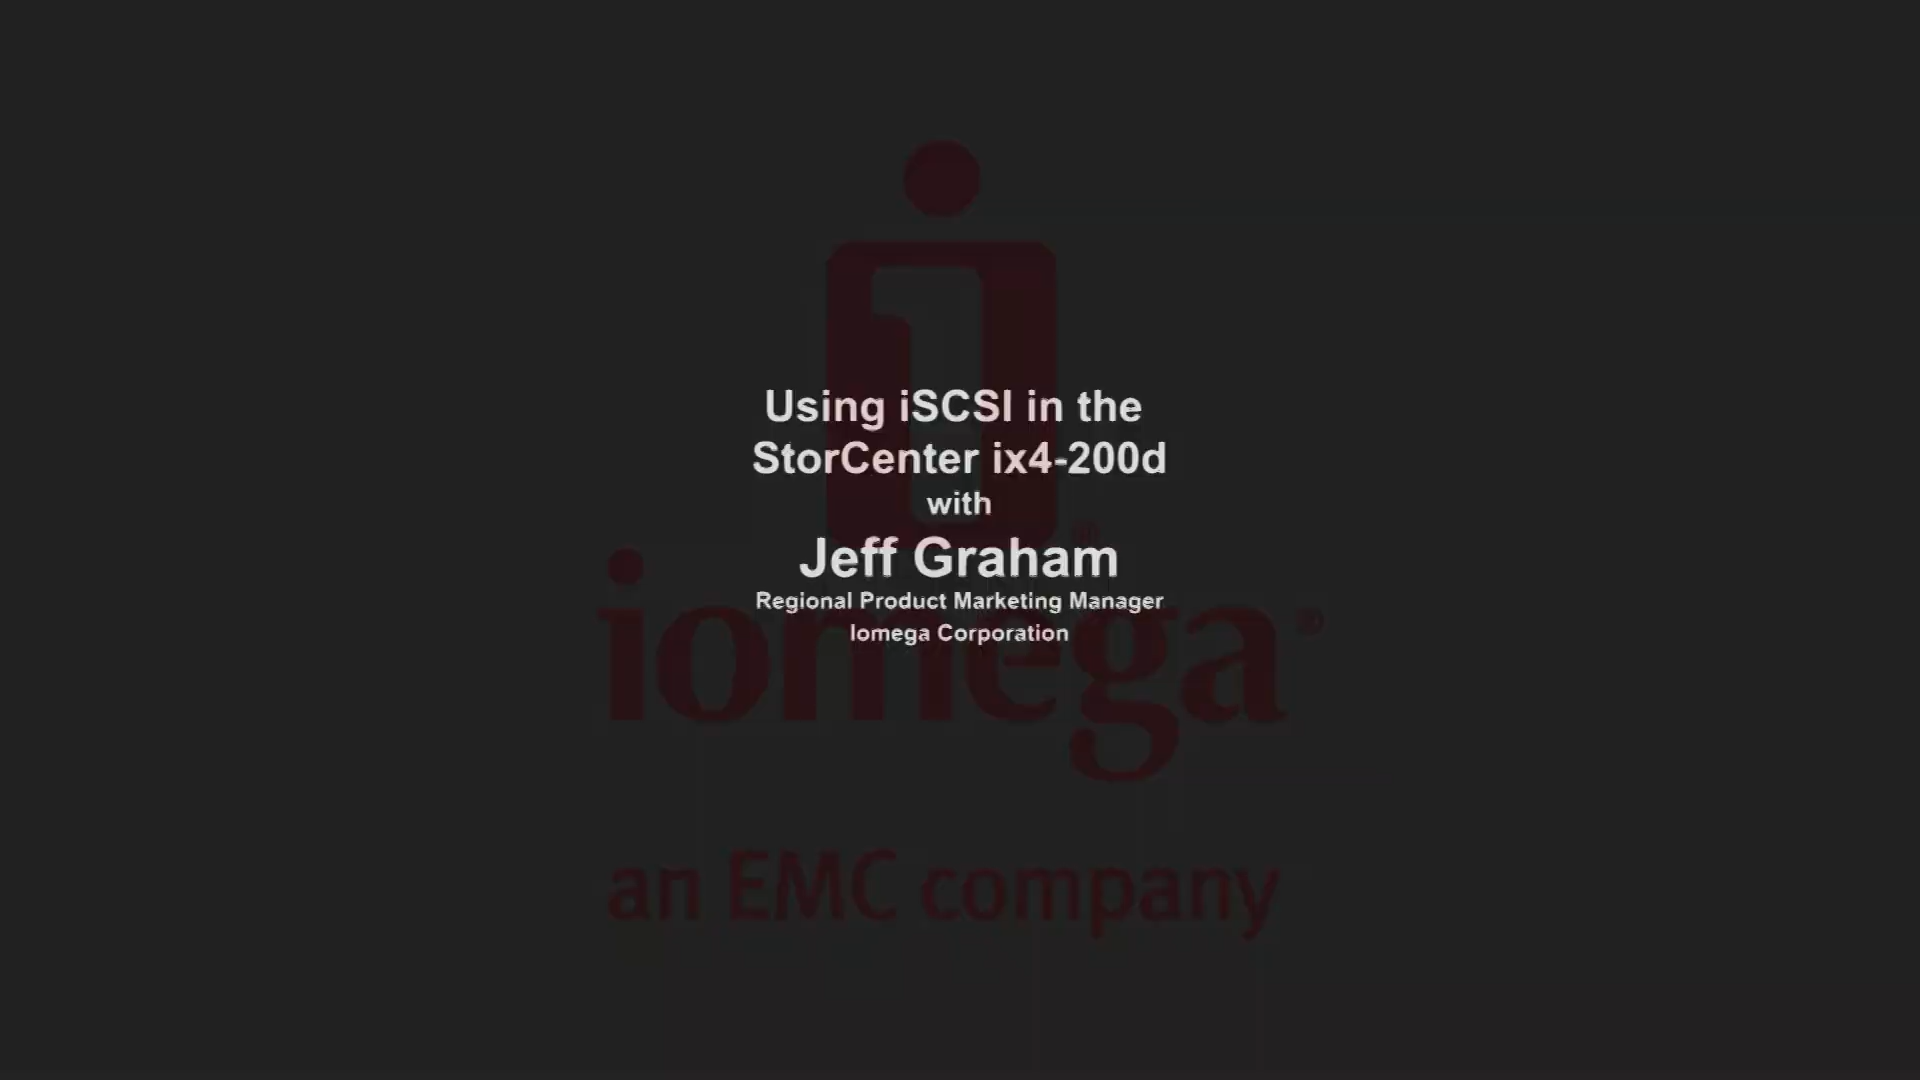 Using iSCSI in the
StorCenter ix4-200d
with
Jeff Graham
Regional Product Marketing Manager
Iomega Corporation
iomega®
an EMC company